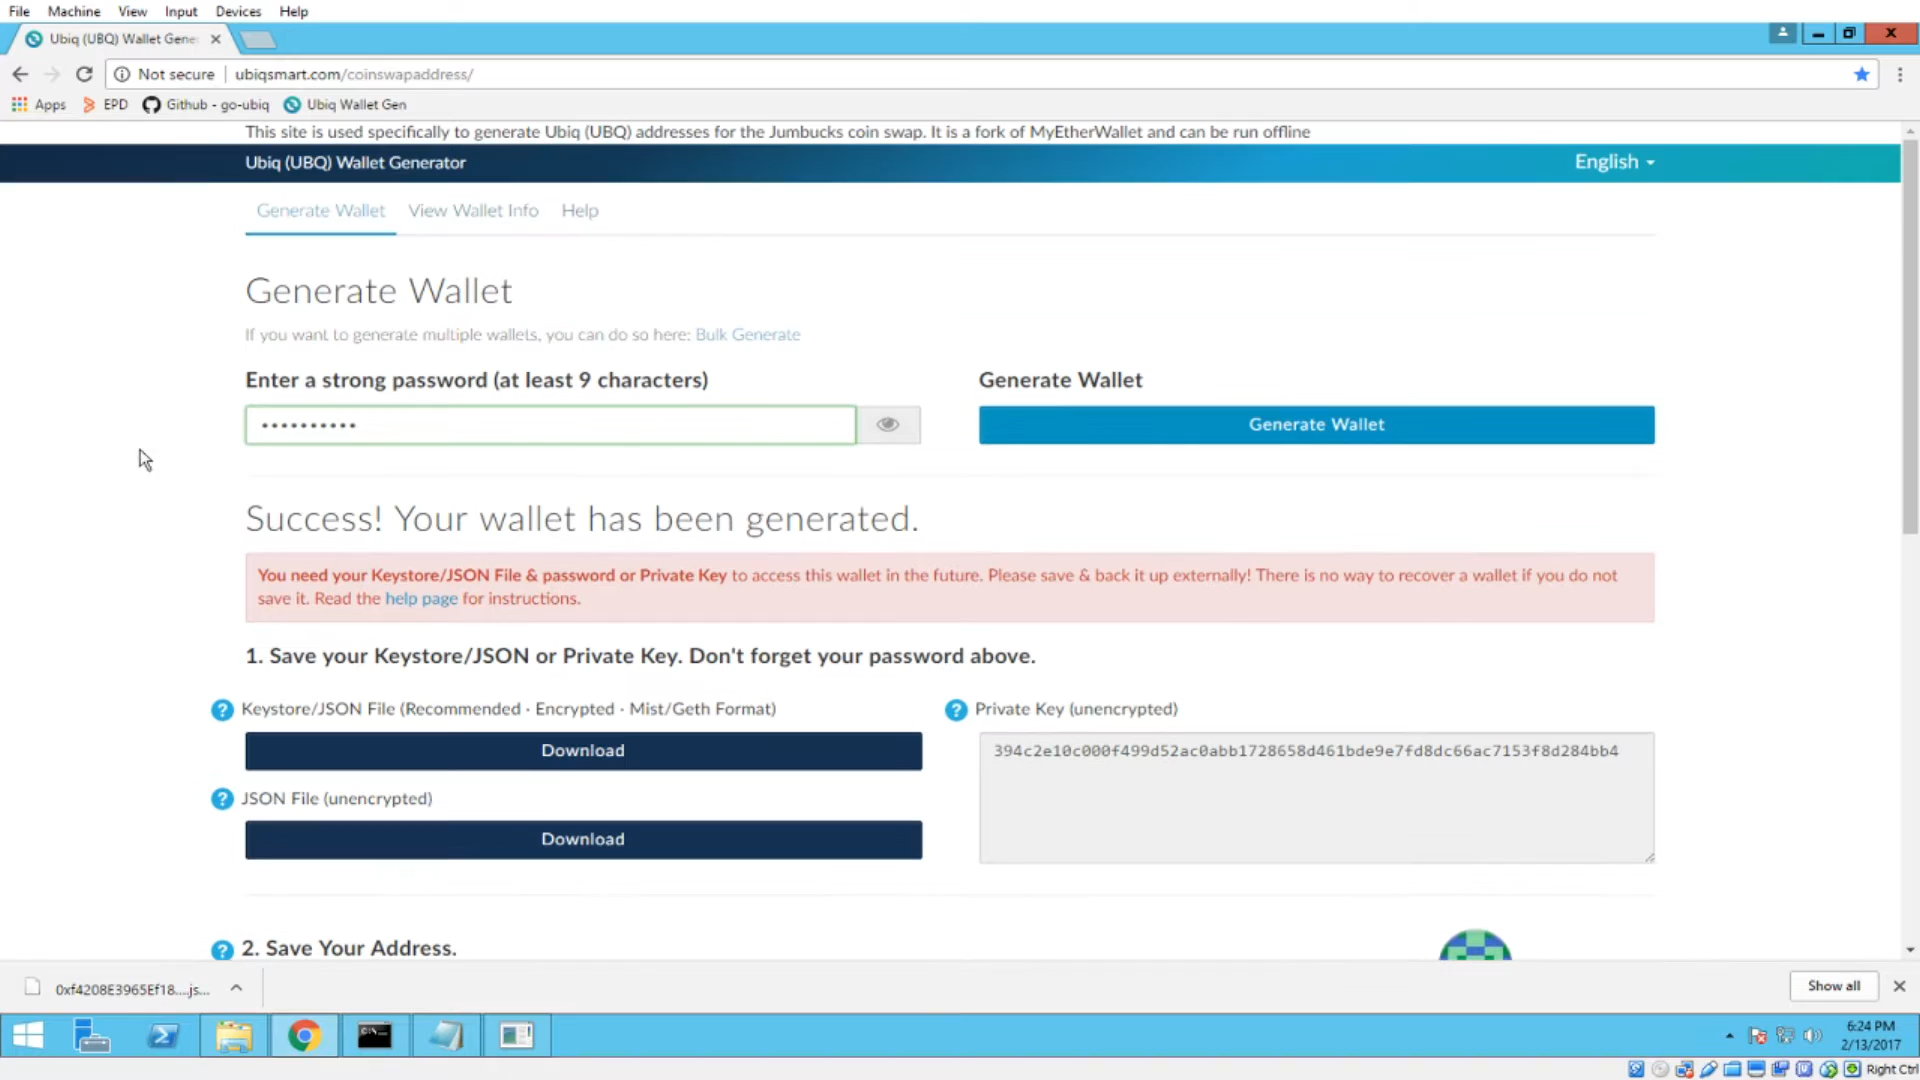 File Machine View Input Devices Help
Ubiq (UBQ) Wallet Gene
Not secure ubiqsmart.com/coinswapaddress/
Apps EPD Github - go-ubiq Ubiq Wallet Gen
This site is used specifically to generate Ubiq (UBQ) addresses for the Jumbucks coin swap. It is a fork of MyEtherWallet and can be run offline
Ubiq (UBQ) Wallet Generator English
Generate Wallet View Wallet Info Help
Generate Wallet
If you want to generate multiple wallets, you can do so here: Bulk Generate
Enter a strong password (at least 9 characters) Generate Wallet
•••••••••• Generate Wallet
Success! Your wallet has been generated.
You need your Keystore/JSON File & password or Private Key to access this wallet in the future. Please save & back it up externally! There is no way to recover a wallet if you do not
save it. Read the help page for instructions.
1. Save your Keystore/JSON or Private Key. Don't forget your password above.
? Keystore/JSON File (Recommended · Encrypted · Mist/Geth Format) ? Private Key (unencrypted)
Download 394c2e10c000f499d52ac0abb1728658d461bde9e7fd8dc66ac7153f8d284bb4
? JSON File (unencrypted)
Download
? 2. Save Your Address.
0xf4208E3965Ef18....js... Show all
6:24 PM
2/13/2017
Right Ctrl